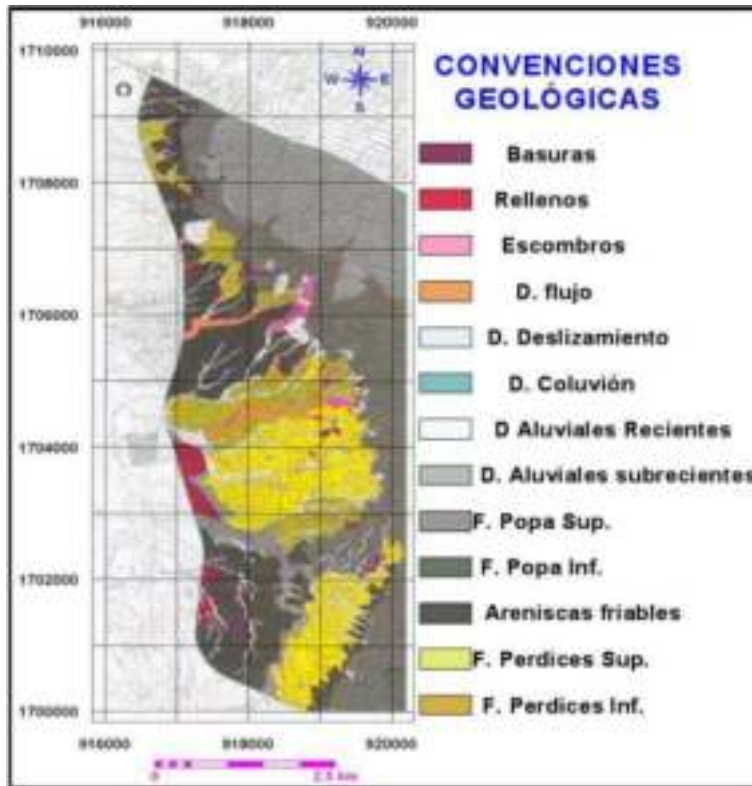 916000 918000 920000
1710000
N
W E
S
1708000
1706000
1704000
1702000
1700000
916000 918000 920000
0 2.5 km
CONVENCIONES
GEOLÓGICAS
Basuras
Rellenos
Escombros
D. flujo
D. Deslizamiento
D. Coluvión
D Aluviales Recientes
D. Aluviales subrecientes
F. Popa Sup.
F. Popa Inf.
Areniscas friables
F. Perdices Sup.
F. Perdices Inf.